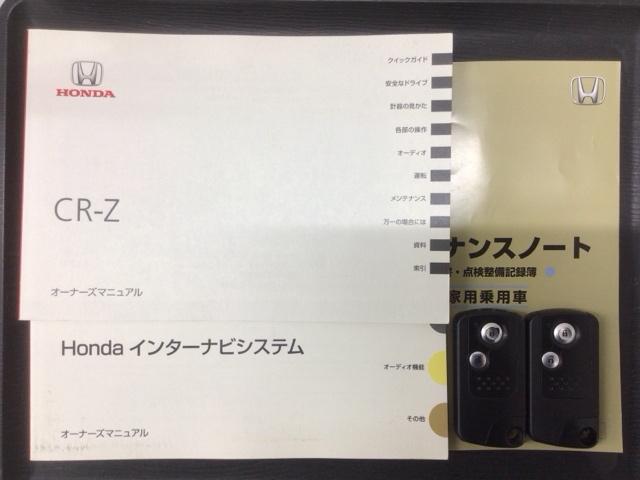 HONDA
CR-Z
オーナーズマニュアル
クイックガイド
安全なドライブ
計器の見かた
各部の操作
オーディオ
運転
メンテナンス
万一の場合には
資料
索引
ナンスノート
・点検整備記録簿
家用乗用車
Honda インターナビシステム
オーディオ機能
その他
オーナーズマニュアル